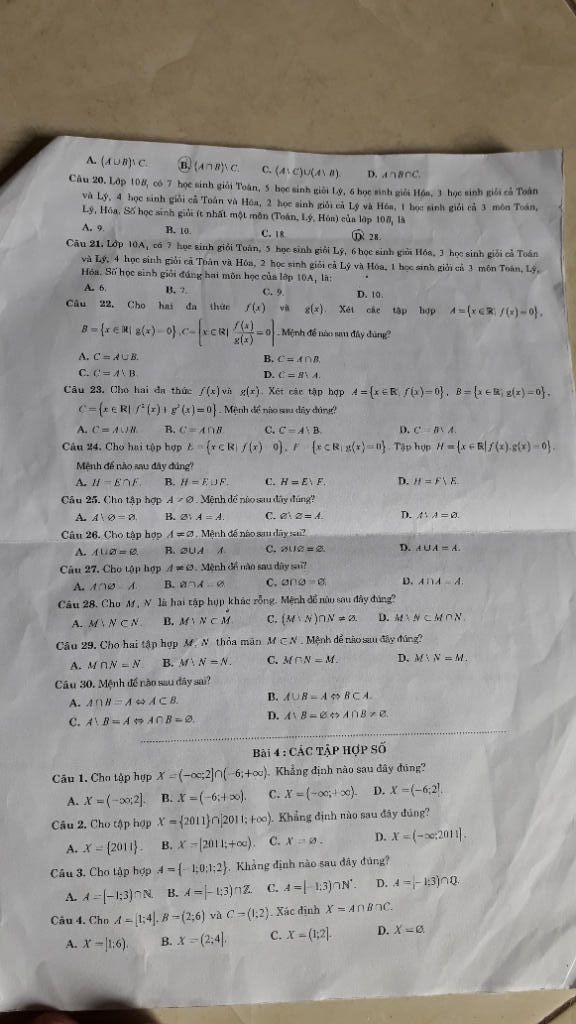 A. (A∪B)\ C. B. (A∩B)\ C. C. (A\ C)∪(A\ B). D. A∩B∩C.
Câu 20. Lớp 10B₁ có 7 học sinh giỏi Toán, 5 học sinh giỏi Lý, 6 học sinh giỏi Hóa, 3 học sinh giỏi cả Toán
và Lý, 4 học sinh giỏi cả Toán và Hóa, 2 học sinh giỏi cả Lý và Hóa, 1 học sinh giỏi cả 3 môn Toán,
Lý, Hóa. Số học sinh giỏi ít nhất một môn (Toán, Lý, Hóa) của lớp 10B₁ là
A. 9. B. 10. C. 18. D. 28.
Câu 21. Lớp 10A₁ có 7 học sinh giỏi Toán, 5 học sinh giỏi Lý, 6 học sinh giỏi Hóa, 3 học sinh giỏi cả Toán
và Lý, 4 học sinh giỏi cả Toán và Hóa, 2 học sinh giỏi cả Lý và Hóa, 1 học sinh giỏi cả 3 môn Toán, Lý,
Hóa. Số học sinh giỏi đúng hai môn học của lớp 10A₁ là:
A. 6. B. 7. C. 9. D. 10.
Câu 22. Cho hai đa thức f(x) và g(x). Xét các tập hợp A={x∈ℝ| f(x)=0},
B={x∈ℝ| g(x)=0}, C={x∈ℝ| f(x)/g(x)=0}. Mệnh đề nào sau đây đúng?
A. C=A∪B. B. C=A∩B.
C. C=A\ B. D. C=B\ A.
Câu 23. Cho hai đa thức f(x) và g(x). Xét các tập hợp A={x∈ℝ| f(x)=0}, B={x∈ℝ| g(x)=0},
C={x∈ℝ| f²(x)+g²(x)=0}. Mệnh đề nào sau đây đúng?
A. C=A∪B. B. C=A∩B. C. C=A\ B. D. C=B\ A.
Câu 24. Cho hai tập hợp E={x∈ℝ| f(x)=0}, F={x∈ℝ| g(x)=0}. Tập hợp H={x∈ℝ| f(x).g(x)=0}.
Mệnh đề nào sau đây đúng?
A. H=E∩F. B. H=E∪F. C. H=E\ F. D. H=F\ E.
Câu 25. Cho tập hợp A≠∅. Mệnh đề nào sau đây đúng?
A. A\ ∅=∅. B. ∅\ A=A. C. ∅\ ∅=A. D. A\ A=∅.
Câu 26. Cho tập hợp A≠∅. Mệnh đề nào sau đây sai?
A. A∪∅=∅. B. ∅∪A=A. C. ∅∪∅=∅. D. A∪A=A.
Câu 27. Cho tập hợp A≠∅. Mệnh đề nào sau đây sai?
A. A∩∅=A. B. ∅∩A=∅. C. ∅∩∅=∅. D. A∩A=A.
Câu 28. Cho M, N là hai tập hợp khác rỗng. Mệnh đề nào sau đây đúng?
A. M\ N⊂N. B. M\ N⊂M. C. (M\ N)∩N≠∅. D. M\ N⊂M∩N.
Câu 29. Cho hai tập hợp M, N thỏa mãn M⊂N. Mệnh đề nào sau đây đúng?
A. M∩N=N. B. M\ N=N. C. M∩N=M. D. M\ N=M.
Câu 30. Mệnh đề nào sau đây sai?
A. A∩B=A⇔A⊂B. B. A∪B=A⇔B⊂A.
C. A\ B=A⇔A∩B=∅. D. A\ B=∅⇔A∩B≠∅.
Bài 4 : CÁC TẬP HỢP SỐ
Câu 1. Cho tập hợp X=(-∞;2]∩(-6;+∞). Khẳng định nào sau đây đúng?
A. X=(-∞;2]. B. X=(-6;+∞). C. X=(-∞;+∞). D. X=(-6;2].
Câu 2. Cho tập hợp X={2011}∩[2011;+∞). Khẳng định nào sau đây đúng?
A. X={2011}. B. X=[2011;+∞). C. X=∅. D. X=(-∞;2011].
Câu 3. Cho tập hợp A={-1;0;1;2}. Khẳng định nào sau đây đúng?
A. A=[-1;3)∩ℕ. B. A=[-1;3)∩ℤ. C. A=[-1;3)∩ℕ*. D. A=[-1;3)∩ℚ.
Câu 4. Cho A=[1;4], B=(2;6) và C=(1;2). Xác định X=A∩B∩C.
A. X=[1;6). B. X=(2;4]. C. X=(1;2]. D. X=∅.